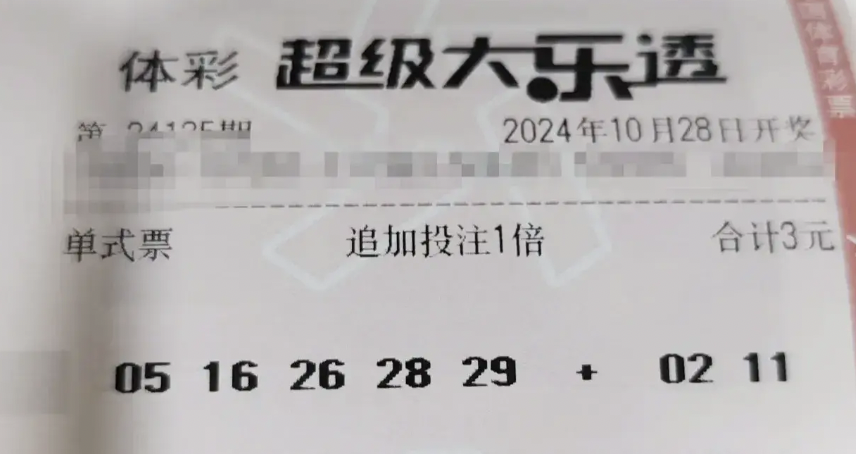 体彩 超级大乐透
第 24125期 2024年10月28日开奖
单式票 追加投注1倍 合计3元
05 16 26 28 29 + 02 11
国体育彩票